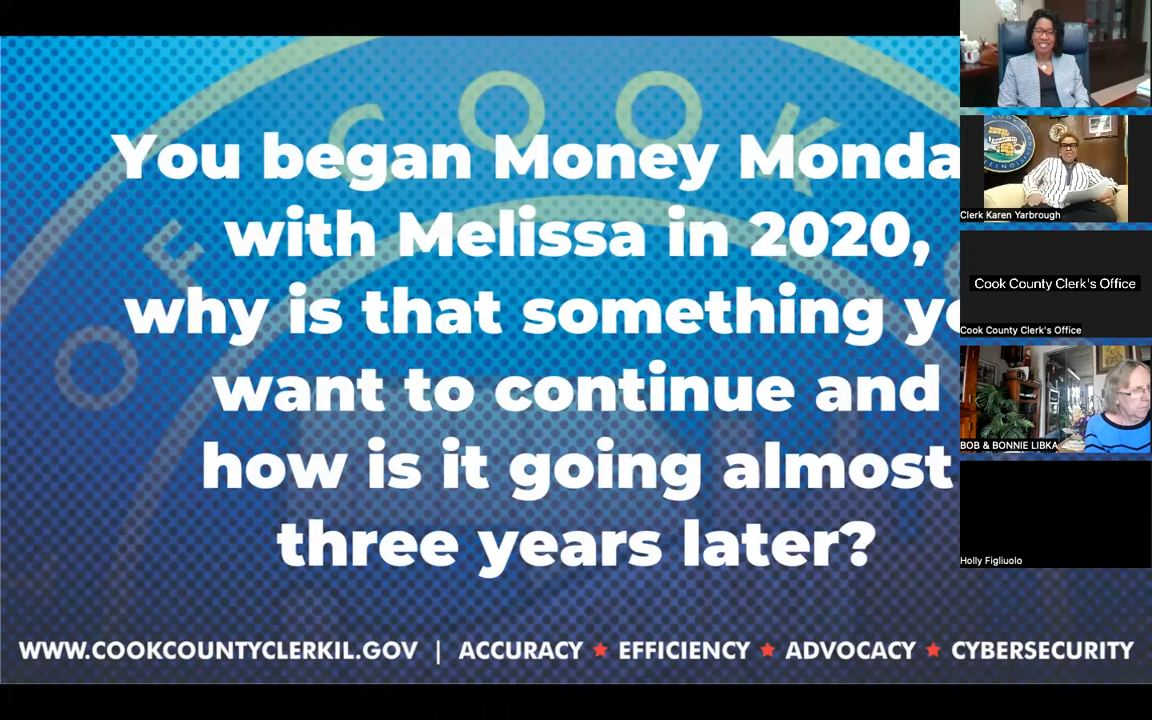 COOK
OF
You began Money Monda
with Melissa in 2020,
why is that something yo
want to continue and
how is it going almost
three years later?
WWW.COOKCOUNTYCLERKIL.GOV | ACCURACY ★ EFFICIENCY ★ ADVOCACY ★ CYBERSECURITY
Clerk Karen Yarbrough
Cook County Clerk's Office
Cook County Clerk's Office
BOB & BONNIE LIBKA
Holly Figliuolo